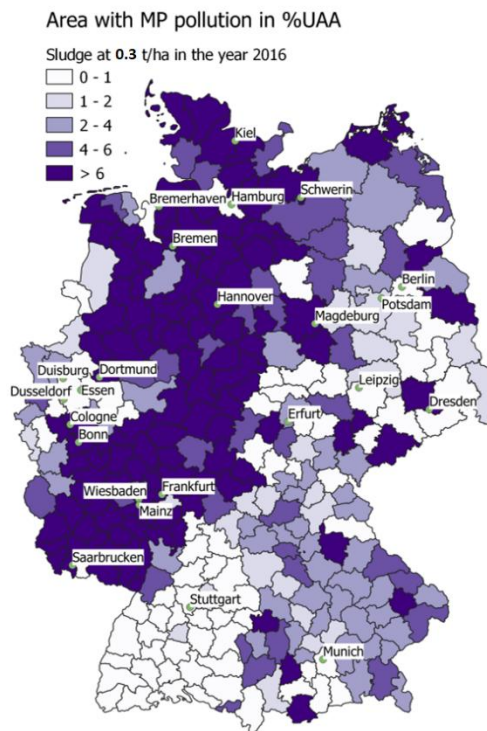 Area with MP pollution in %UAA
Sludge at 0.3 t/ha in the year 2016
0 - 1
1 - 2
2 - 4
4 - 6
> 6
Kiel
Schwerin
Bremerhaven
Hamburg
Bremen
Berlin
Hannover
Potsdam
Magdeburg
Duisburg
Dortmund
Essen
Leipzig
Dusseldorf
Dresden
Cologne
Erfurt
Bonn
Wiesbaden
Frankfurt
Mainz
Saarbrucken
Stuttgart
Munich